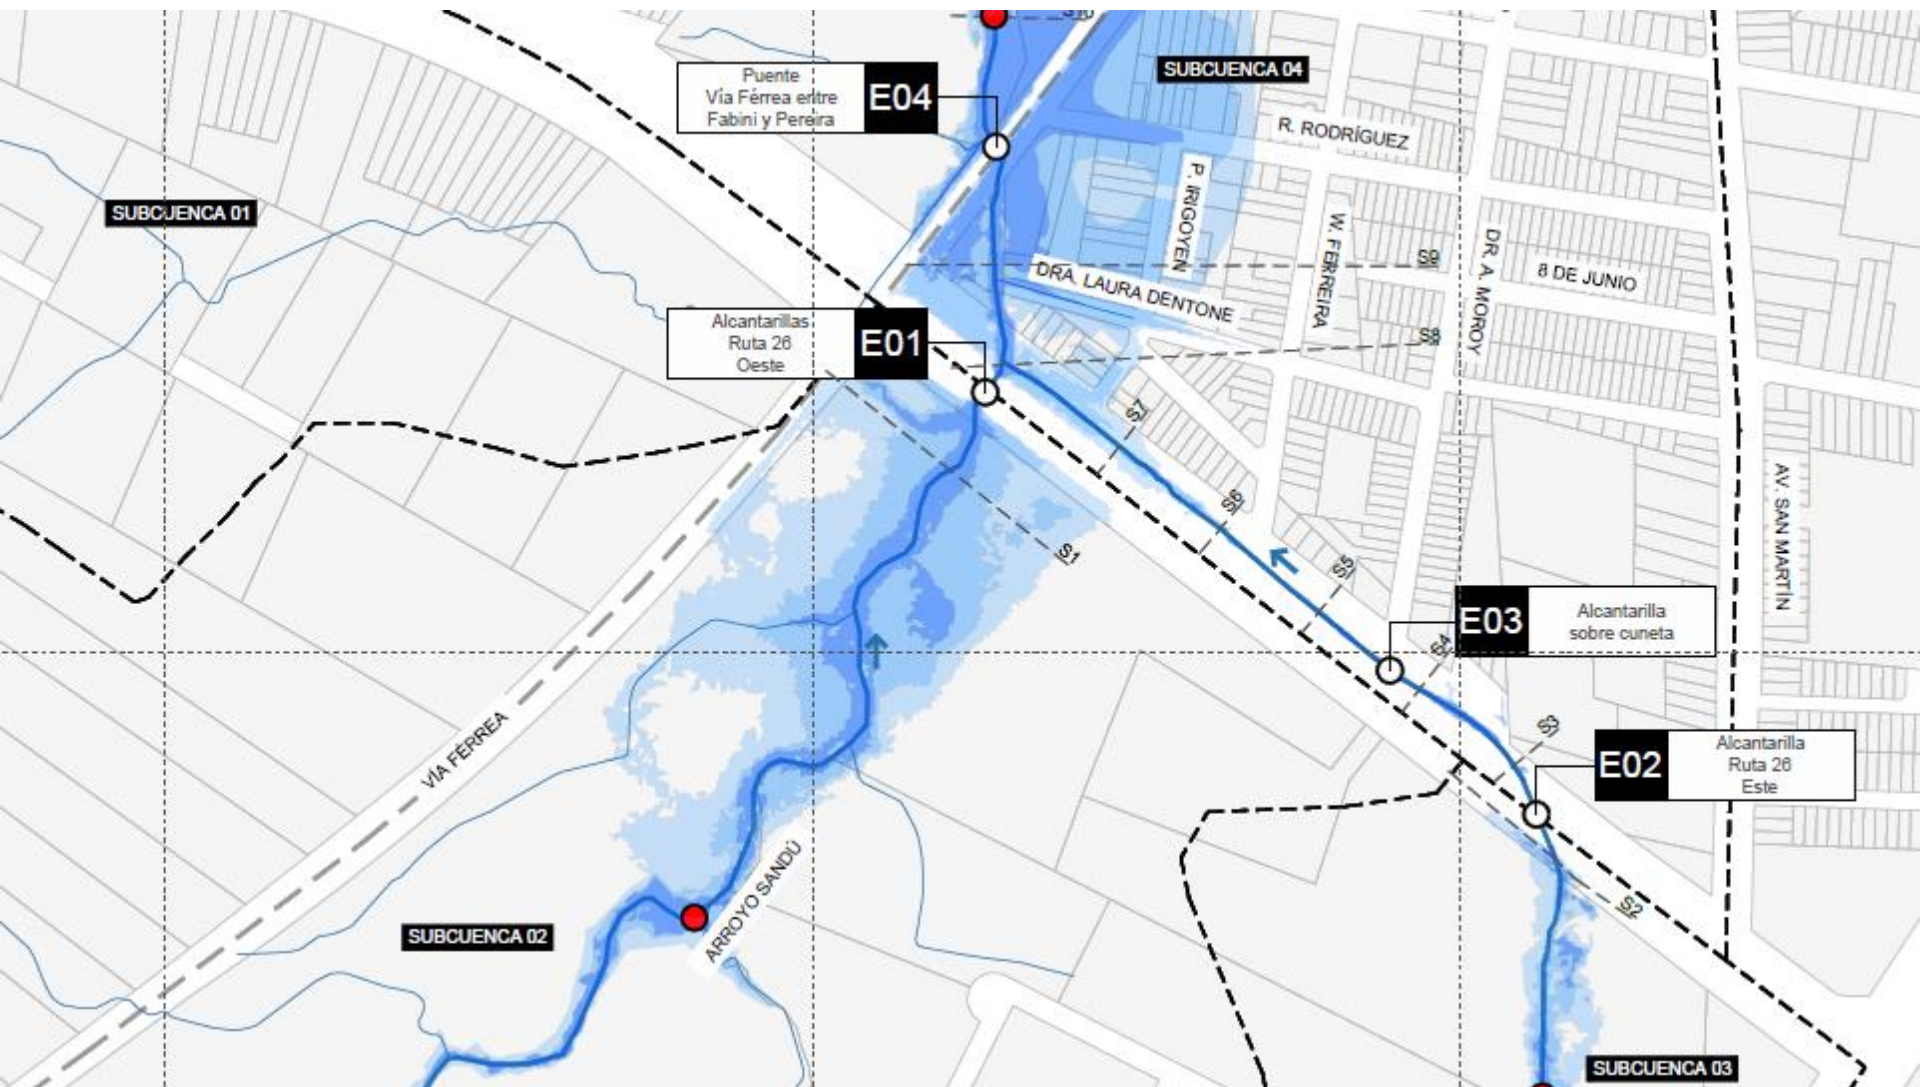 S10
Puente
Vía Férrea entre
Fabini y Pereira
E04
SUBCUENCA 04
R. RODRÍGUEZ
P. IRIGOYEN
W. FERREIRA
DR. A. MOROY
SUBCUENCA 01
S9
8 DE JUNIO
DRA. LAURA DENTONE
S8
Alcantarillas
Ruta 26
Oeste
E01
S7
S6
S1
S5
AV. SAN MARTÍN
E03
Alcantarilla
sobre cuneta
S4
S3
VÍA FÉRREA
E02
Alcantarilla
Ruta 26
Este
ARROYO SANDÚ
S2
SUBCUENCA 02
SUBCUENCA 03